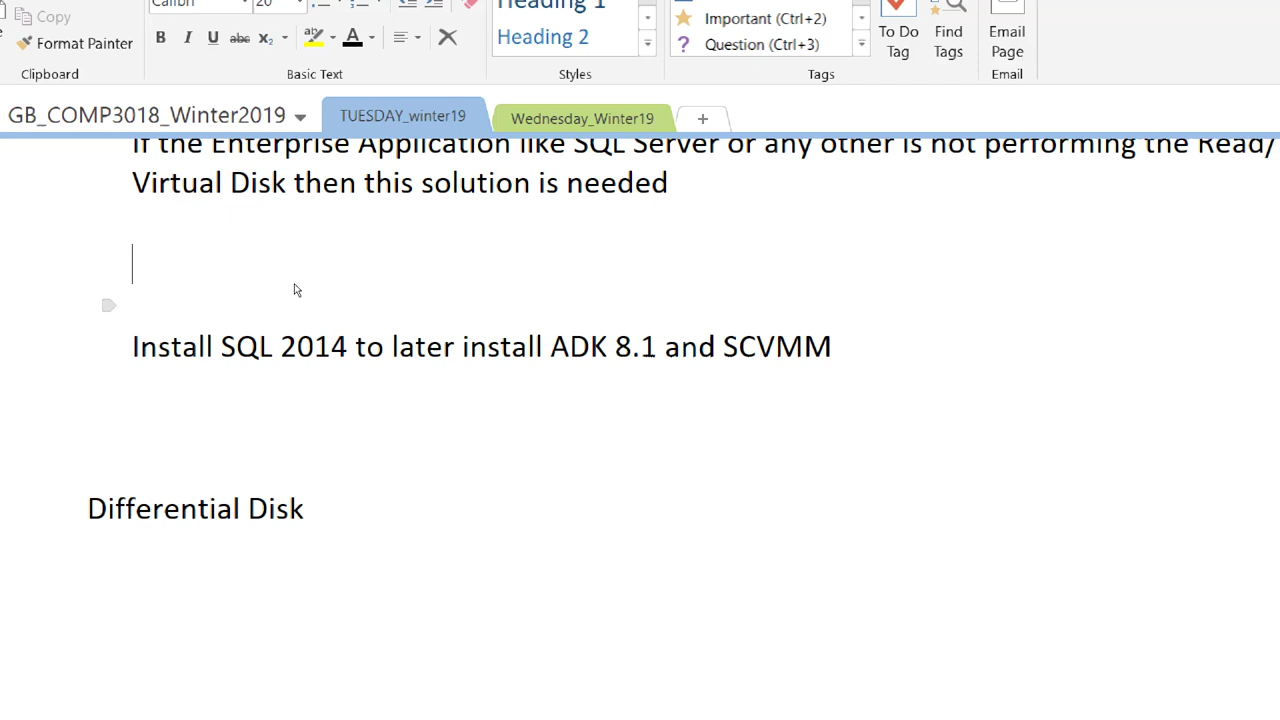 Calibri 20 Heading 1
Copy Important (Ctrl+2)
Format Painter B I U abc x₂ ab A Heading 2 ? Question (Ctrl+3) To Do Tag Find Tags Email Page
Clipboard Basic Text Styles Tags Email
GB_COMP3018_Winter2019 TUESDAY_winter19 Wednesday_Winter19 +
If the Enterprise Application like SQL Server or any other is not performing the Read/
Virtual Disk then this solution is needed
Install SQL 2014 to later install ADK 8.1 and SCVMM
Differential Disk